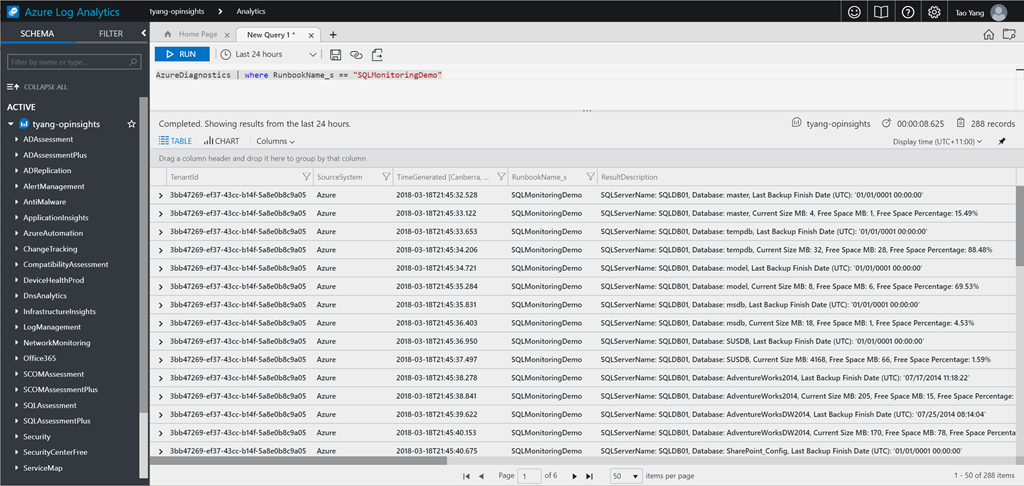 Azure Log Analytics tyang-opinsights Analytics Tao Yang
SCHEMA FILTER Home Page New Query 1 *
RUN Last 24 hours
Filter by name or type...
AzureDiagnostics | where RunbookName_s == "SQLMonitoringDemo"
COLLAPSE ALL
ACTIVE
tyang-opinsights
ADAssessment
ADAssessmentPlus
ADReplication
AlertManagement
AntiMalware
ApplicationInsights
AzureAutomation
ChangeTracking
CompatibilityAssessment
DeviceHealthProd
DnsAnalytics
InfrastructureInsights
LogManagement
NetworkMonitoring
Office365
SCOMAssessment
SCOMAssessmentPlus
SQLAssessment
SQLAssessmentPlus
Security
SecurityCenterFree
ServiceMap
Completed. Showing results from the last 24 hours. tyang-opinsights 00:00:08.625 288 records
TABLE CHART Columns Display time (UTC+11:00)
Drag a column header and drop it here to group by that column
TenantId SourceSystem TimeGenerated [Canberra, ... RunbookName_s ResultDescription
3bb47269-ef37-43cc-b14f-5a8e0b8c9a05 Azure 2018-03-18T21:45:32.528 SQLMonitoringDemo SQLServerName: SQLDB01, Database: master, Last Backup Finish Date (UTC): '01/01/0001 00:00:00'
3bb47269-ef37-43cc-b14f-5a8e0b8c9a05 Azure 2018-03-18T21:45:33.122 SQLMonitoringDemo SQLServerName: SQLDB01, Database: master, Current Size MB: 4, Free Space MB: 1, Free Space Percentage: 15.49%
3bb47269-ef37-43cc-b14f-5a8e0b8c9a05 Azure 2018-03-18T21:45:33.653 SQLMonitoringDemo SQLServerName: SQLDB01, Database: tempdb, Last Backup Finish Date (UTC): '01/01/0001 00:00:00'
3bb47269-ef37-43cc-b14f-5a8e0b8c9a05 Azure 2018-03-18T21:45:34.206 SQLMonitoringDemo SQLServerName: SQLDB01, Database: tempdb, Current Size MB: 32, Free Space MB: 28, Free Space Percentage: 88.48%
3bb47269-ef37-43cc-b14f-5a8e0b8c9a05 Azure 2018-03-18T21:45:34.721 SQLMonitoringDemo SQLServerName: SQLDB01, Database: model, Last Backup Finish Date (UTC): '01/01/0001 00:00:00'
3bb47269-ef37-43cc-b14f-5a8e0b8c9a05 Azure 2018-03-18T21:45:35.284 SQLMonitoringDemo SQLServerName: SQLDB01, Database: model, Current Size MB: 8, Free Space MB: 6, Free Space Percentage: 69.53%
3bb47269-ef37-43cc-b14f-5a8e0b8c9a05 Azure 2018-03-18T21:45:35.831 SQLMonitoringDemo SQLServerName: SQLDB01, Database: msdb, Last Backup Finish Date (UTC): '01/01/0001 00:00:00'
3bb47269-ef37-43cc-b14f-5a8e0b8c9a05 Azure 2018-03-18T21:45:36.403 SQLMonitoringDemo SQLServerName: SQLDB01, Database: msdb, Current Size MB: 18, Free Space MB: 1, Free Space Percentage: 4.53%
3bb47269-ef37-43cc-b14f-5a8e0b8c9a05 Azure 2018-03-18T21:45:36.950 SQLMonitoringDemo SQLServerName: SQLDB01, Database: SUSDB, Last Backup Finish Date (UTC): '01/01/0001 00:00:00'
3bb47269-ef37-43cc-b14f-5a8e0b8c9a05 Azure 2018-03-18T21:45:37.497 SQLMonitoringDemo SQLServerName: SQLDB01, Database: SUSDB, Current Size MB: 4168, Free Space MB: 66, Free Space Percentage: 1.59%
3bb47269-ef37-43cc-b14f-5a8e0b8c9a05 Azure 2018-03-18T21:45:38.278 SQLMonitoringDemo SQLServerName: SQLDB01, Database: AdventureWorks2014, Last Backup Finish Date (UTC): '07/17/2014 11:18:22'
3bb47269-ef37-43cc-b14f-5a8e0b8c9a05 Azure 2018-03-18T21:45:38.841 SQLMonitoringDemo SQLServerName: SQLDB01, Database: AdventureWorks2014, Current Size MB: 205, Free Space MB: 15, Free Space Percentage:
3bb47269-ef37-43cc-b14f-5a8e0b8c9a05 Azure 2018-03-18T21:45:39.622 SQLMonitoringDemo SQLServerName: SQLDB01, Database: AdventureWorksDW2014, Last Backup Finish Date (UTC): '07/25/2014 08:14:04'
3bb47269-ef37-43cc-b14f-5a8e0b8c9a05 Azure 2018-03-18T21:45:40.153 SQLMonitoringDemo SQLServerName: SQLDB01, Database: AdventureWorksDW2014, Current Size MB: 170, Free Space MB: 78, Free Space Percenta
3bb47269-ef37-43cc-b14f-5a8e0b8c9a05 Azure 2018-03-18T21:45:40.675 SQLMonitoringDemo SQLServerName: SQLDB01, Database: SharePoint_Config, Last Backup Finish Date (UTC): '01/01/0001 00:00:00'
Page 1 of 6 50 items per page 1 - 50 of 288 items